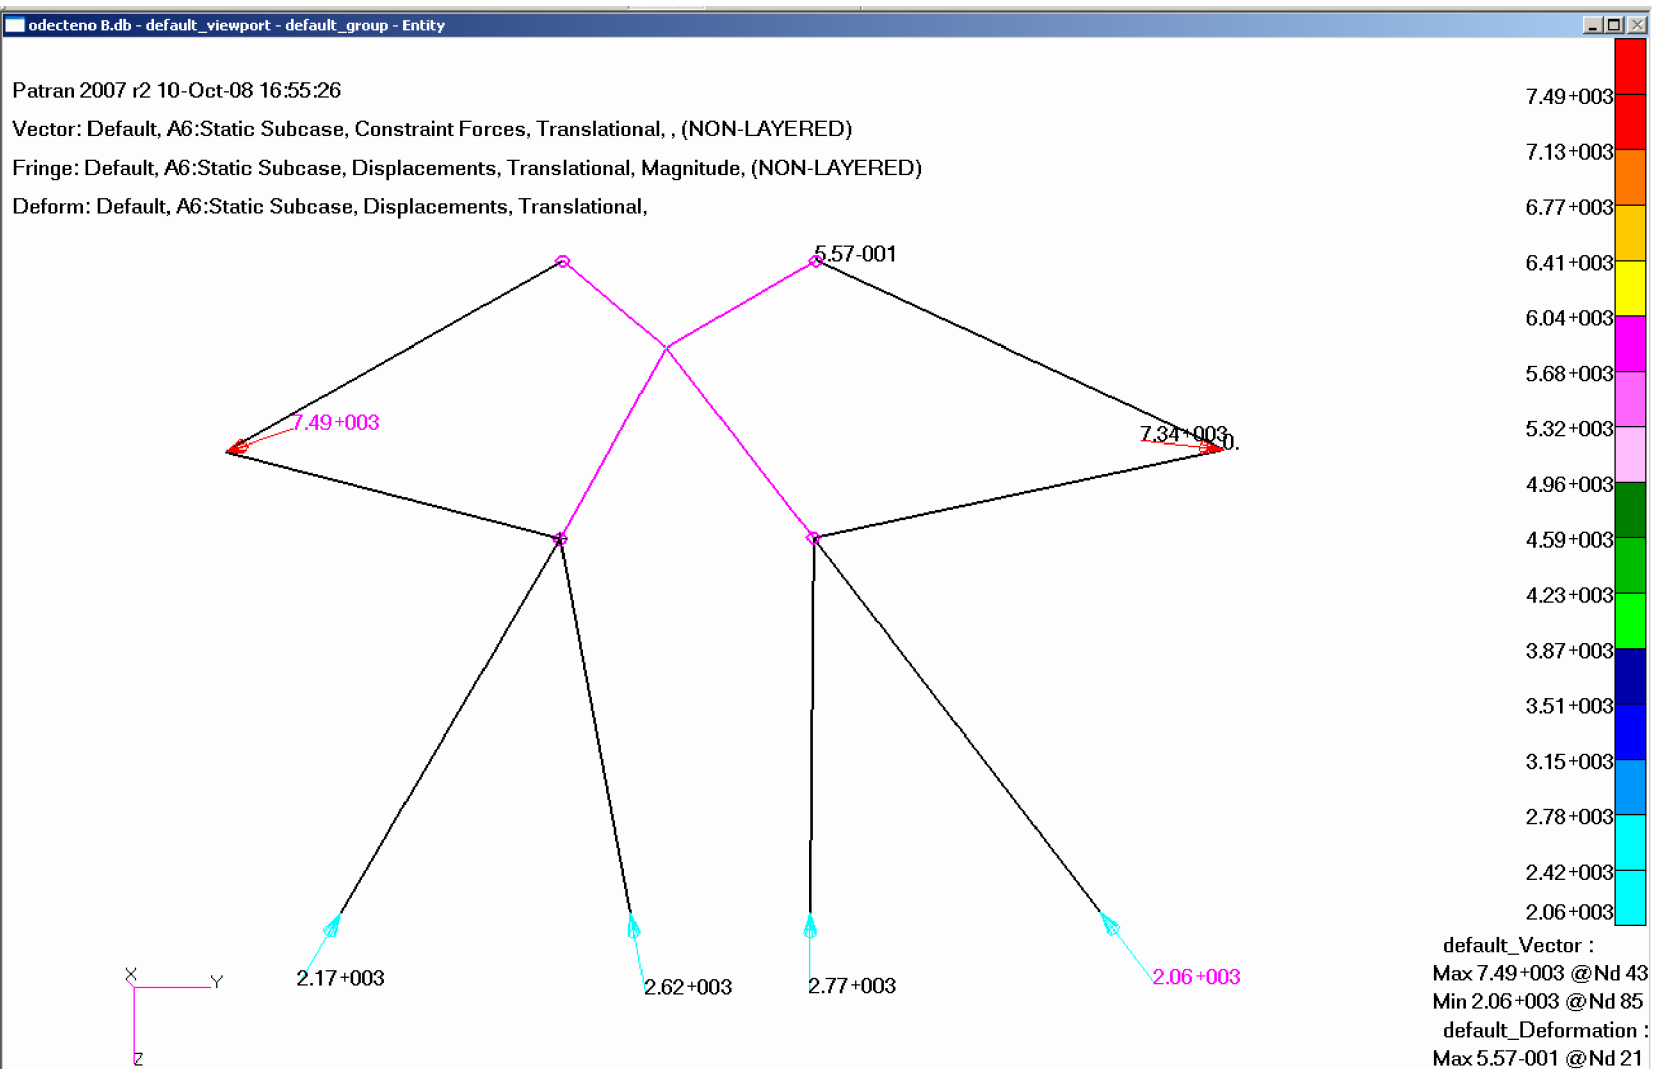 odecteno B.db - default_viewport - default_group - Entity
Patran 2007 r2 10-Oct-08 16:55:26
Vector: Default, A6:Static Subcase, Constraint Forces, Translational, , (NON-LAYERED)
Fringe: Default, A6:Static Subcase, Displacements, Translational, Magnitude, (NON-LAYERED)
Deform: Default, A6:Static Subcase, Displacements, Translational,
5.57-001
7.49+003
7.34+003
0.
2.17+003
2.62+003
2.77+003
2.06+003
X
Y
Z
7.49+003
7.13+003
6.77+003
6.41+003
6.04+003
5.68+003
5.32+003
4.96+003
4.59+003
4.23+003
3.87+003
3.51+003
3.15+003
2.78+003
2.42+003
2.06+003
default_Vector :
Max 7.49+003 @Nd 43
Min 2.06+003 @Nd 85
default_Deformation :
Max 5.57-001 @Nd 21